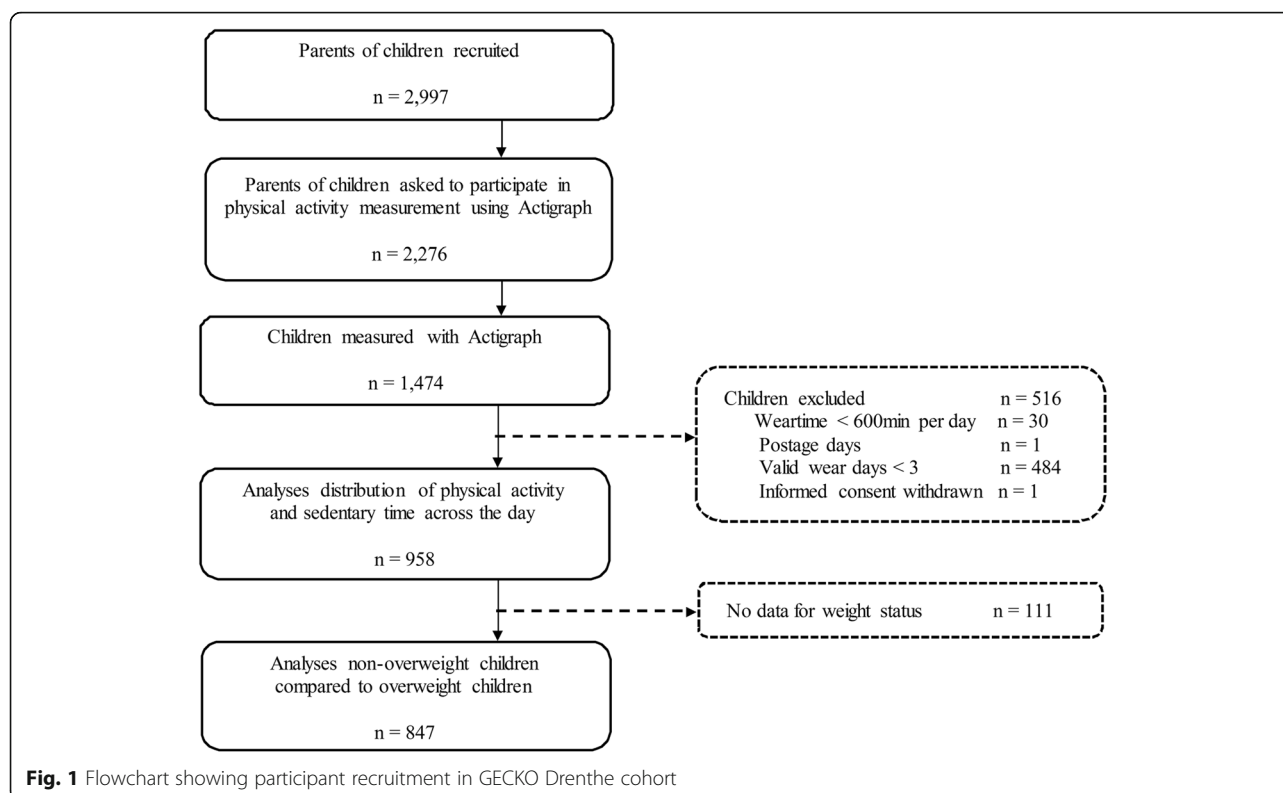 Parents of children recruited
n = 2,997
Parents of children asked to participate in
physical activity measurement using Actigraph
n = 2,276
Children measured with Actigraph
n = 1,474
Children excluded n = 516
Weartime < 600min per day n = 30
Postage days n = 1
Valid wear days < 3 n = 484
Informed consent withdrawn n = 1
Analyses distribution of physical activity
and sedentary time across the day
n = 958
No data for weight status n = 111
Analyses non-overweight children
compared to overweight children
n = 847
Fig. 1 Flowchart showing participant recruitment in GECKO Drenthe cohort